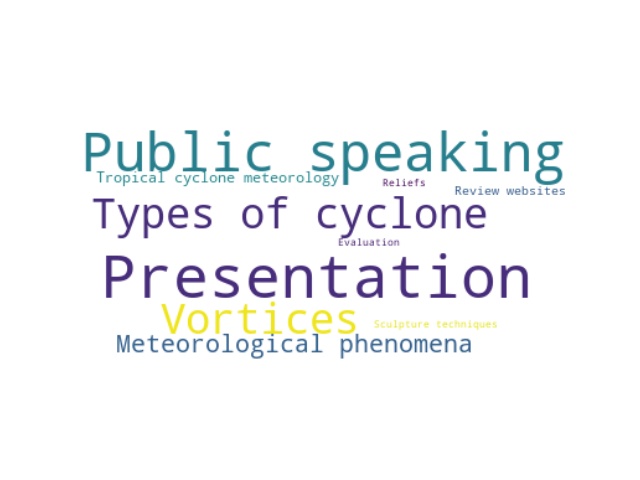 Public speaking
Tropical cyclone meteorology
Reliefs
Review websites
Types of cyclone
Evaluation
Presentation
Vortices
Sculpture techniques
Meteorological phenomena